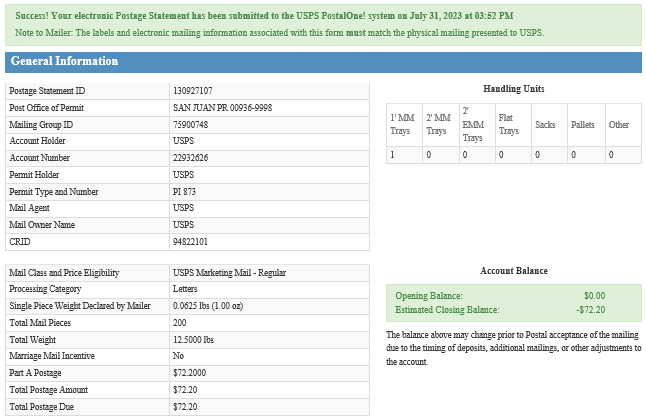 Success! Your electronic Postage Statement has been submitted to the USPS PostalOne! system on July 31, 2023 at 03:52 PM
Note to Mailer: The labels and electronic mailing information associated with this form must match the physical mailing presented to USPS.
General Information
Postage Statement ID 130927107
Post Office of Permit SAN JUAN PR 00936-9998
Mailing Group ID 75900748
Account Holder USPS
Account Number 22932626
Permit Holder USPS
Permit Type and Number PI 873
Mail Agent USPS
Mail Owner Name USPS
CRID 94822101
Handling Units
1' MM Trays 2' MM Trays 2' EMM Trays Flat Trays Sacks Pallets Other
1 0 0 0 0 0 0
Mail Class and Price Eligibility USPS Marketing Mail - Regular
Processing Category Letters
Single Piece Weight Declared by Mailer 0.0625 lbs (1.00 oz)
Total Mail Pieces 200
Total Weight 12.5000 lbs
Marriage Mail Incentive No
Part A Postage $72.2000
Total Postage Amount $72.20
Total Postage Due $72.20
Account Balance
Opening Balance: $0.00
Estimated Closing Balance: -$72.20
The balance above may change prior to Postal acceptance of the mailing
due to the timing of deposits, additional mailings, or other adjustments to
the account.